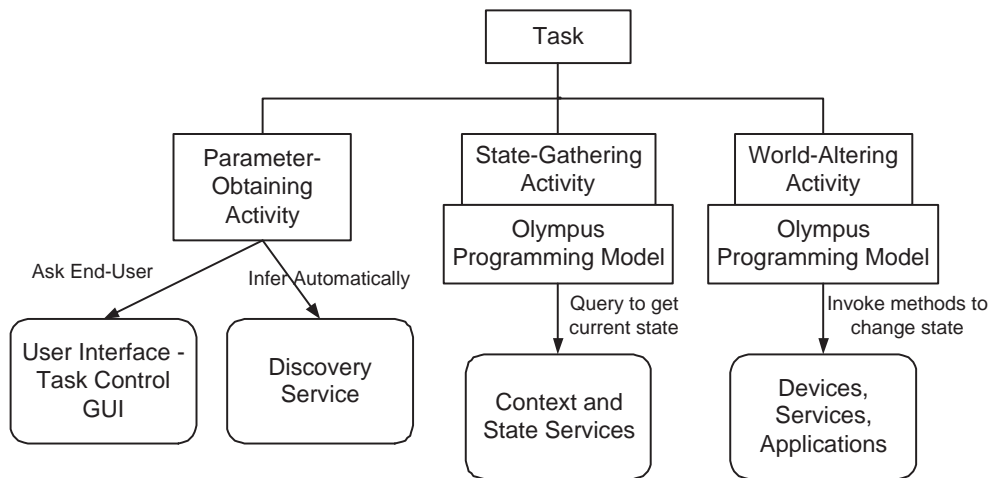 Task
Parameter-
Obtaining
Activity
State-Gathering
Activity
World-Altering
Activity
Olympus
Programming Model
Olympus
Programming Model
Ask End-User
Infer Automatically
Query to get
current state
Invoke methods to
change state
User Interface -
Task Control
GUI
Discovery
Service
Context and
State Services
Devices,
Services,
Applications